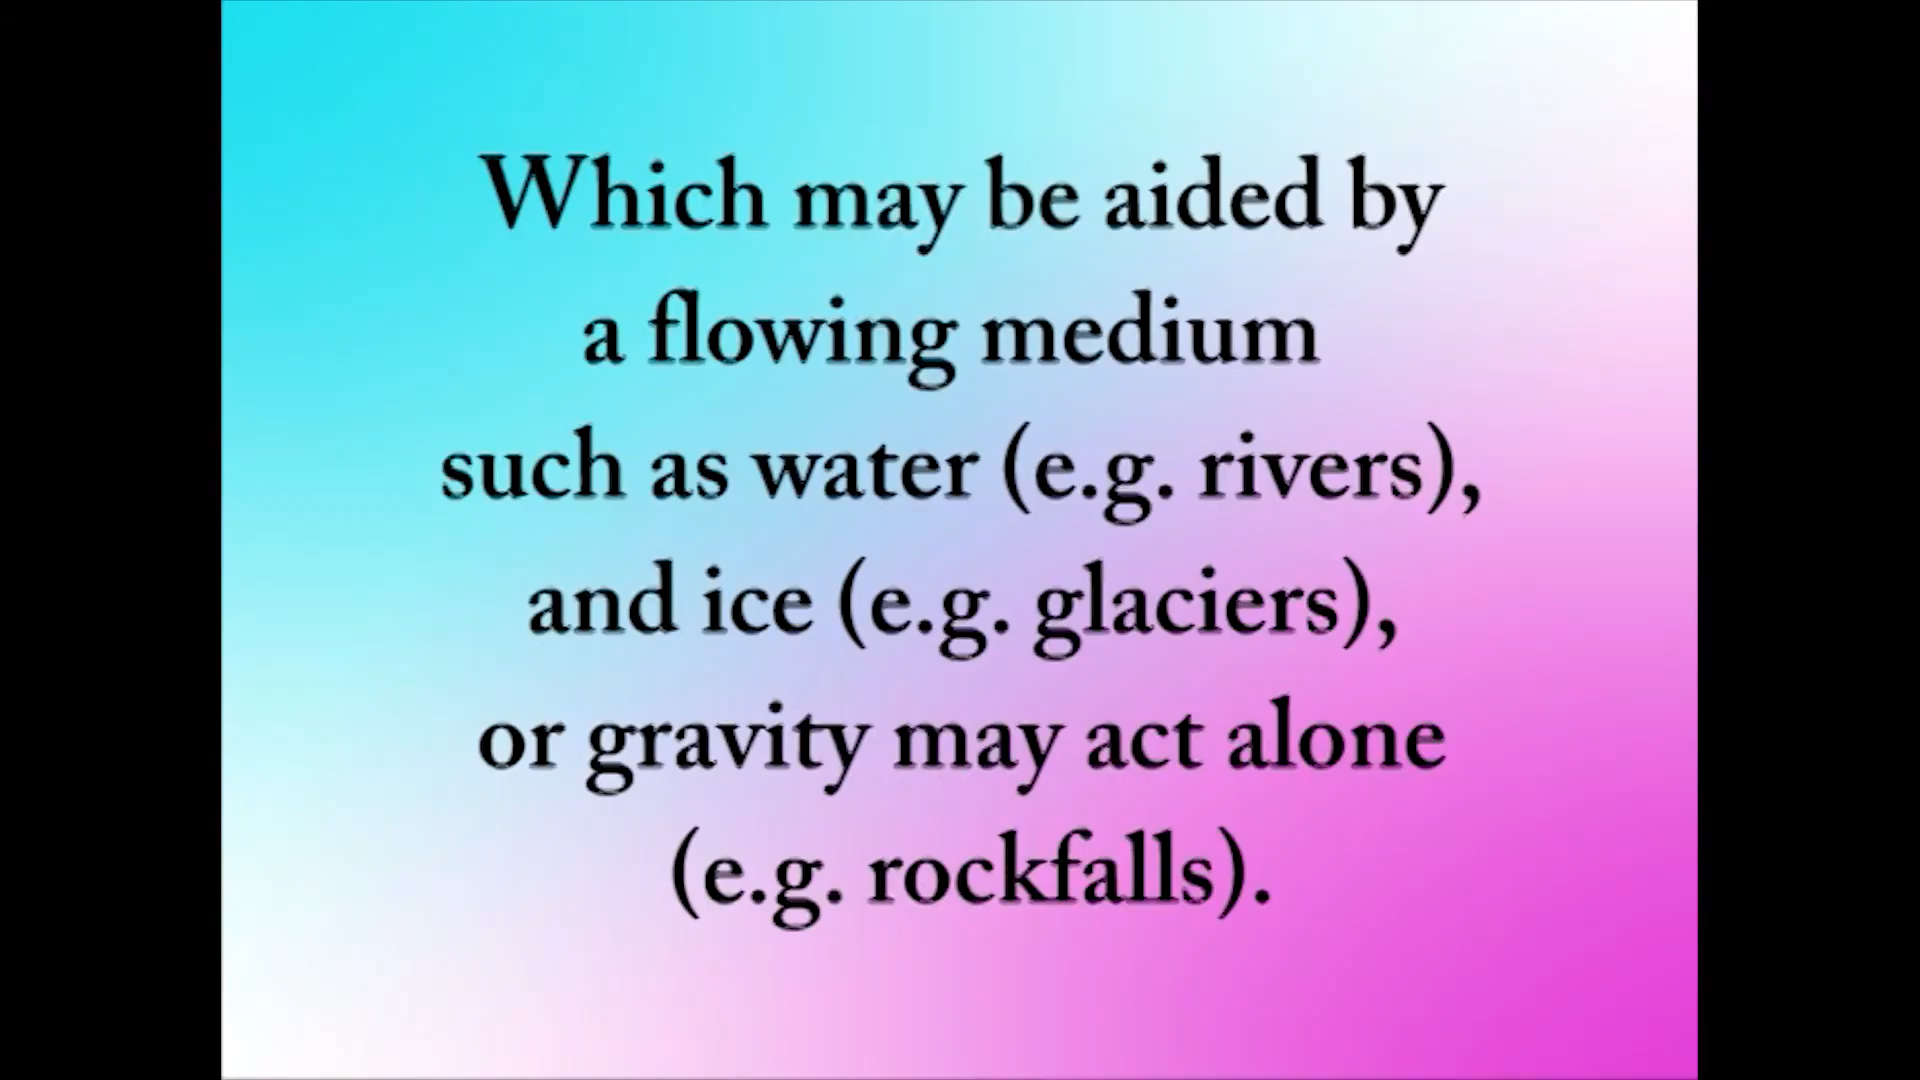 Which may be aided by
a flowing medium
such as water (e.g. rivers),
and ice (e.g. glaciers),
or gravity may act alone
(e.g. rockfalls).